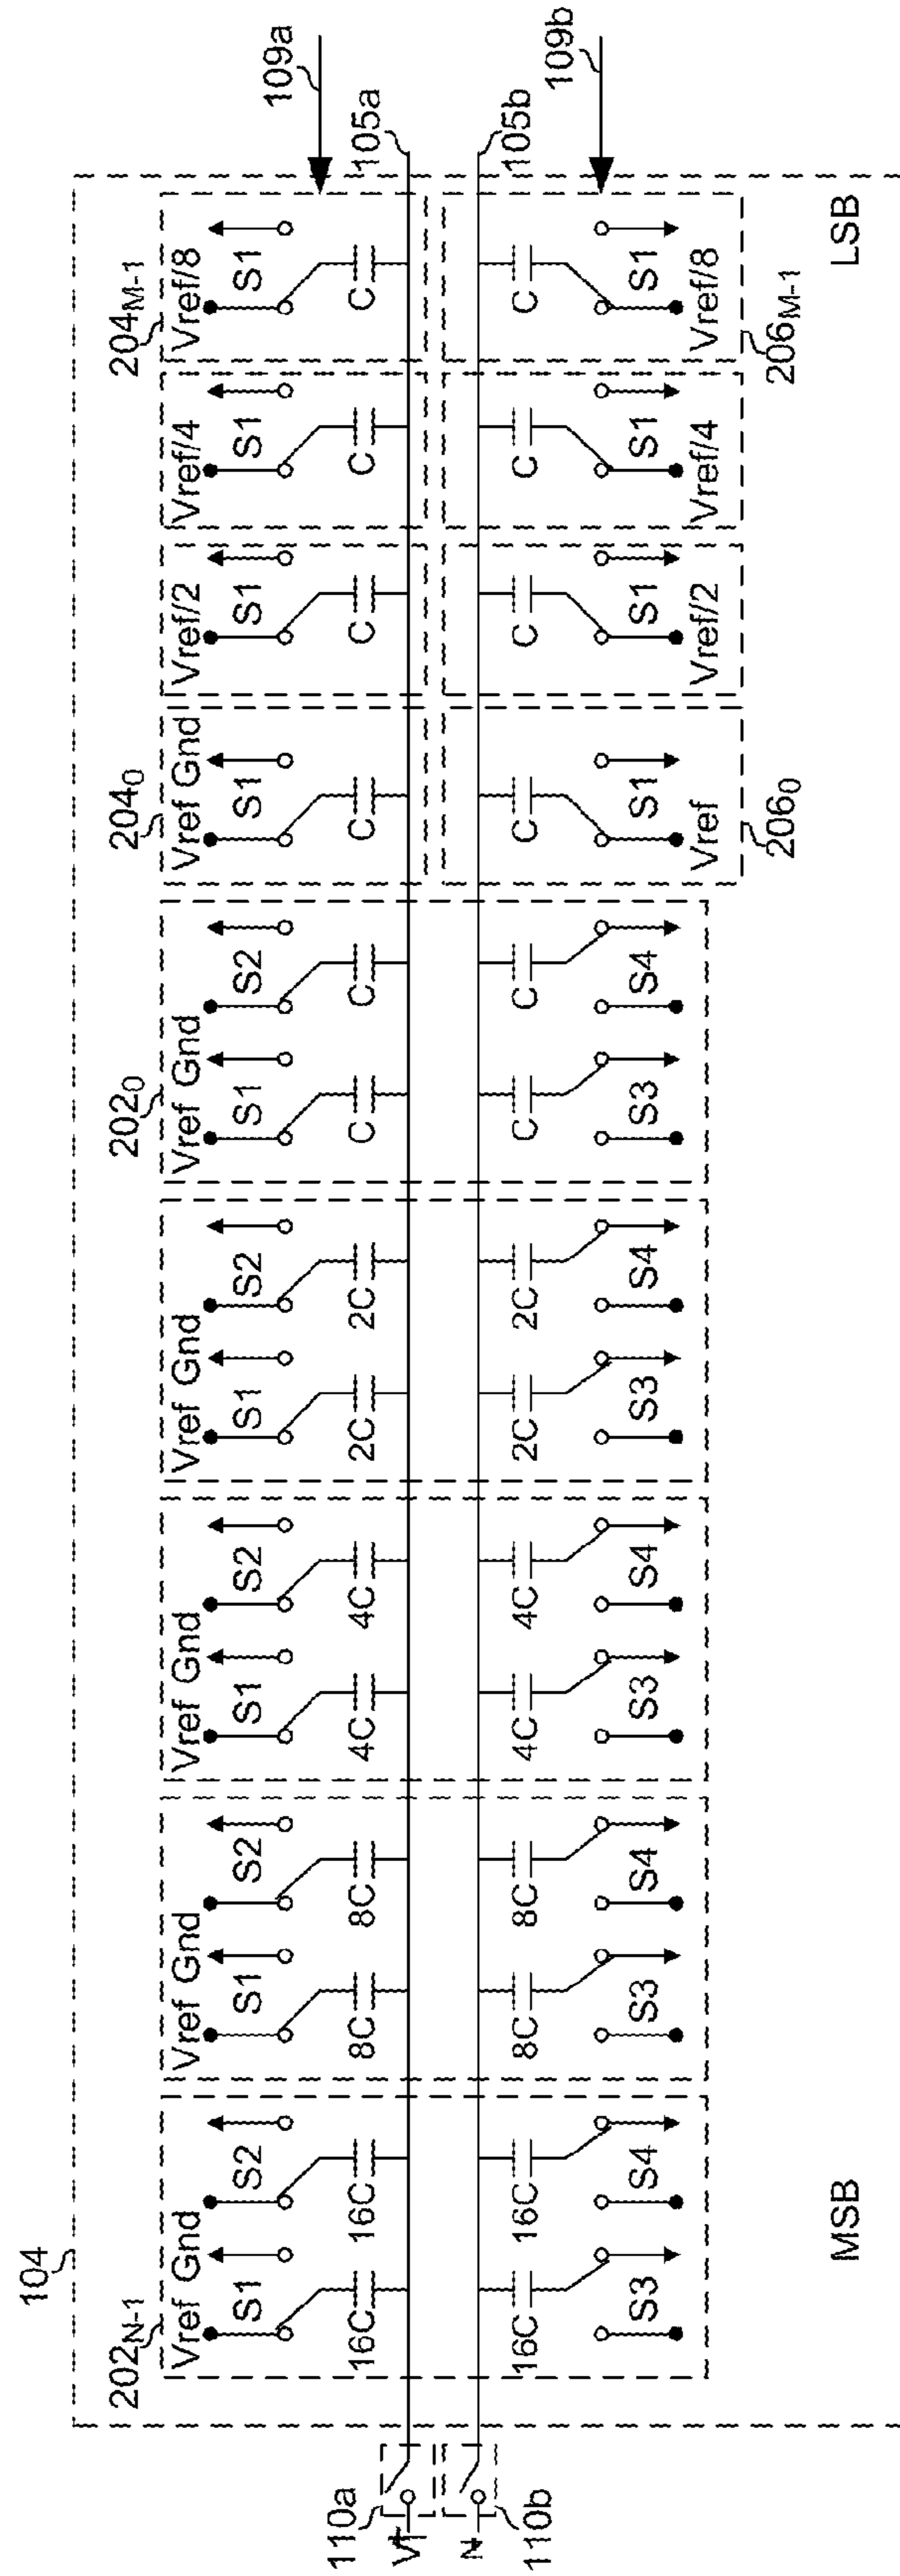 104
202N-1
2020
2040
204M-1
109a
Vref Gnd Vref Gnd Vref Gnd Vref Gnd Vref Gnd Vref Gnd Vref/2 Vref/4 Vref/8
S1 S2 S1 S2 S1 S2 S1 S2 S1 S2 S1 S1 S1 S1
16C 16C 8C 8C 4C 4C 2C 2C C C C C C C
110a
105a
105b
110b
16C 16C 8C 8C 4C 4C 2C 2C C C C C C C
109b
S3 S4 S3 S4 S3 S4 S3 S4 S3 S4 S1 S1 S1 S1
Vref Vref/2 Vref/4 Vref/8
2060
206M-1
MSB
LSB